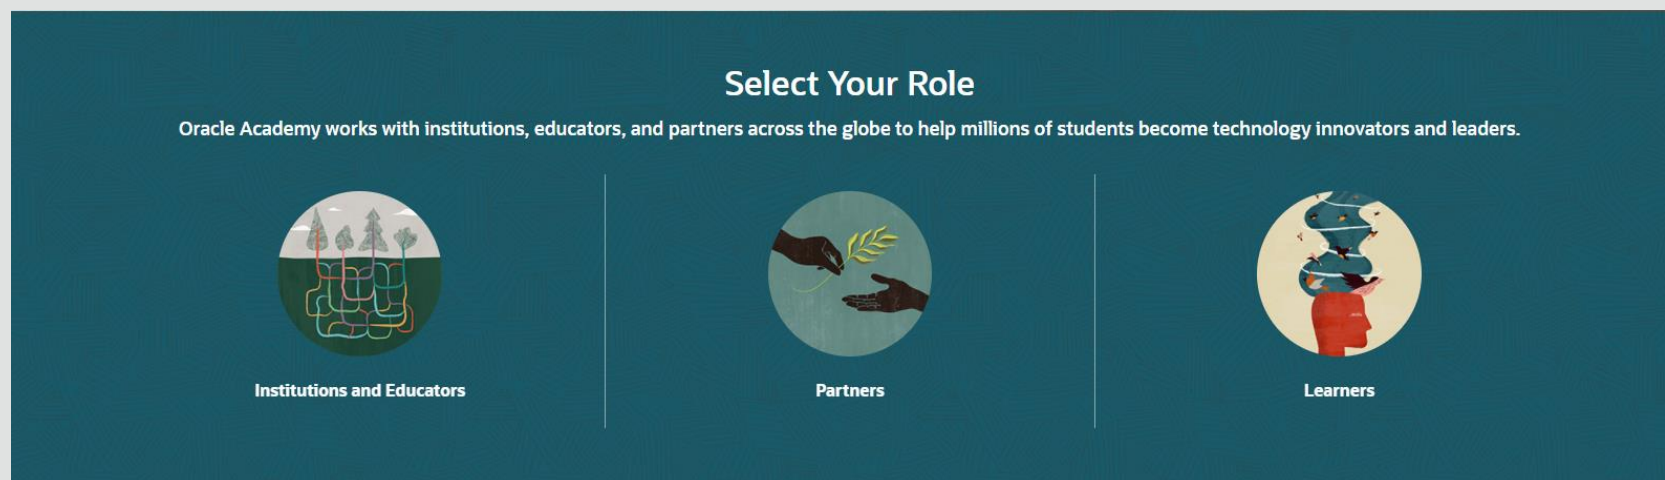 Select Your Role
Oracle Academy works with institutions, educators, and partners across the globe to help millions of students become technology innovators and leaders.
Institutions and Educators
Partners
Learners